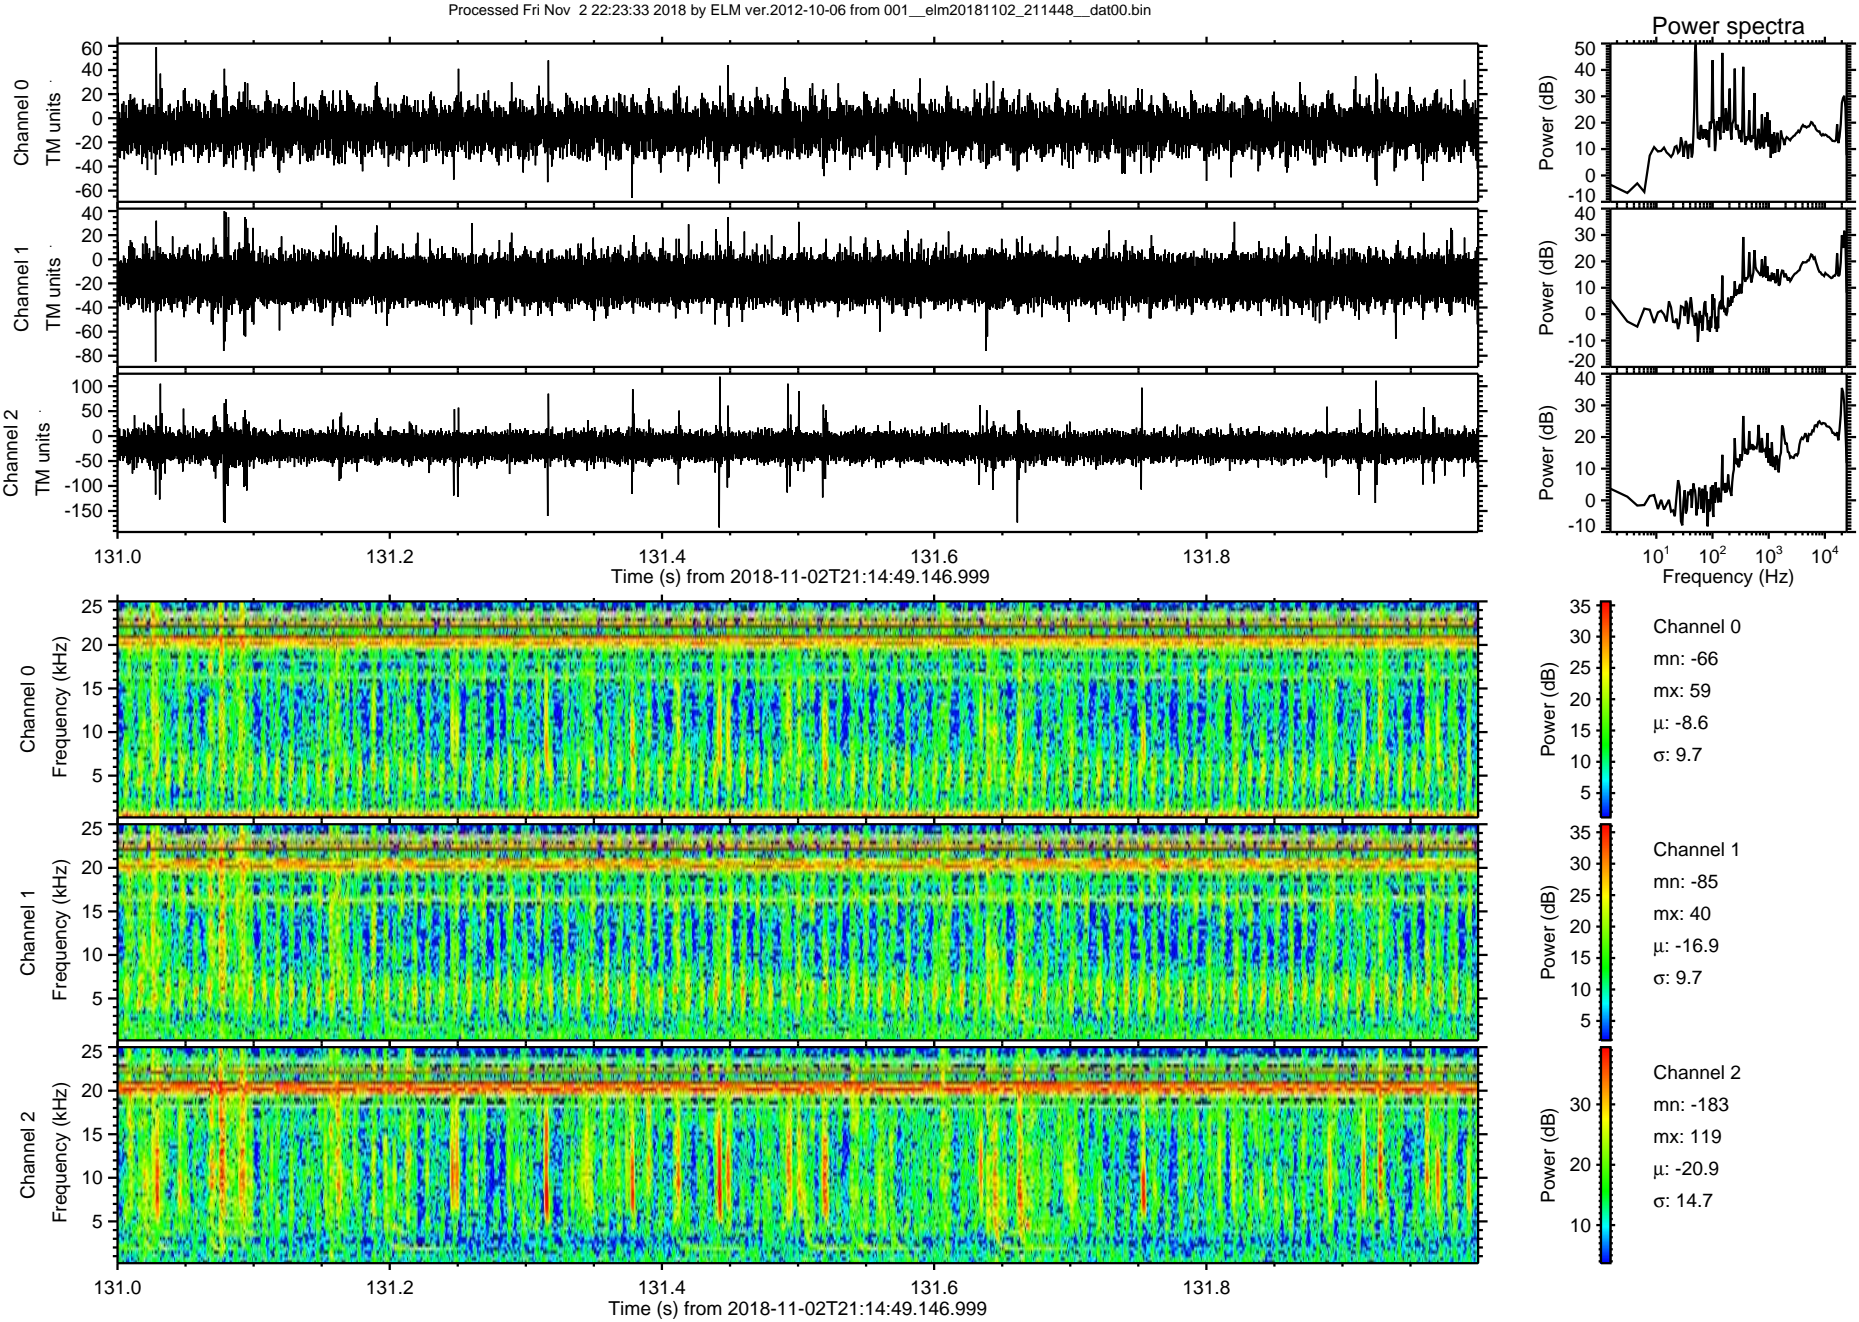 Processed Fri Nov  2 22:23:33 2018 by ELM ver.2012-10-06 from 001__elm20181102_211448__dat00.bin
Power spectra
Channel 0
TM units
60
40
20
0
-20
-40
-60
Power (dB)
50
40
30
20
10
0
-10
Channel 1
TM units
40
20
0
-20
-40
-60
-80
Power (dB)
40
30
20
10
0
-10
-20
Channel 2
TM units
100
50
0
-50
-100
-150
Power (dB)
40
30
20
10
0
-10
131.0 131.2 131.4 131.6 131.8
Time (s) from 2018-11-02T21:14:49.146.999
10¹ 10² 10³ 10⁴
Frequency (Hz)
Channel 0
Frequency (kHz)
25
20
15
10
5
Power (dB)
35
30
25
20
15
10
5
Channel 0
mn: -66
mx: 59
μ: -8.6
σ: 9.7
Channel 1
Frequency (kHz)
25
20
15
10
5
Power (dB)
35
30
25
20
15
10
5
Channel 1
mn: -85
mx: 40
μ: -16.9
σ: 9.7
Channel 2
Frequency (kHz)
25
20
15
10
5
Power (dB)
30
20
10
Channel 2
mn: -183
mx: 119
μ: -20.9
σ: 14.7
131.0 131.2 131.4 131.6 131.8
Time (s) from 2018-11-02T21:14:49.146.999